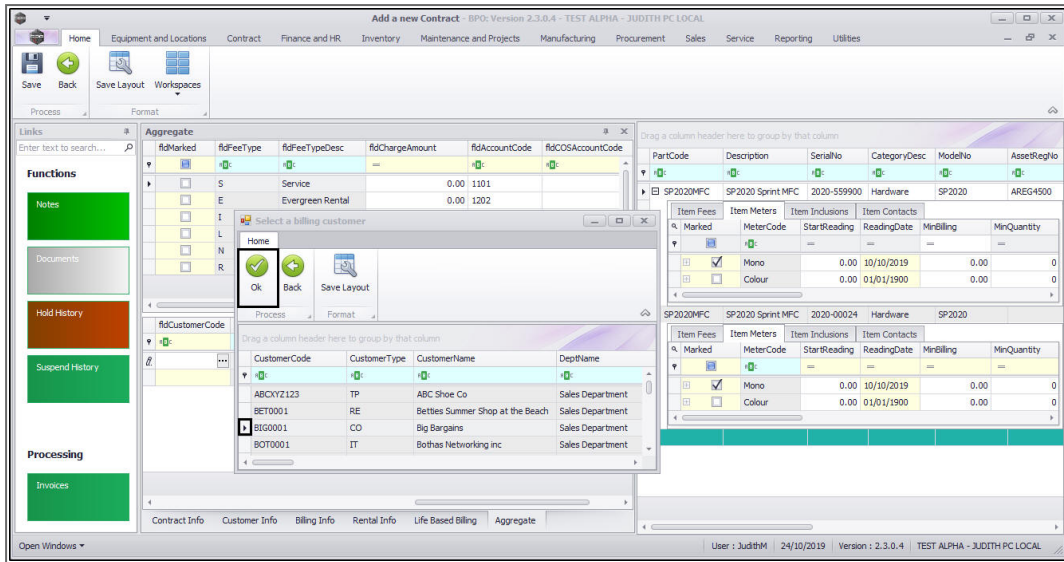 Add a new Contract - BPO: Version 2.3.0.4 - TEST ALPHA - JUDITH PC LOCAL
Home Equipment and Locations Contract Finance and HR Inventory Maintenance and Projects Manufacturing Procurement Sales Service Reporting Utilities
Save Back Save Layout Workspaces
Process Format
Links
Enter text to search...
Functions
Notes
Documents
Hold History
Suspend History
Processing
Invoices
Aggregate
fldMarked fldFeeType fldFeeTypeDesc fldChargeAmount fldAccountCode fldCOSAccountCode
S Service 0.00 1101
E Evergreen Rental 0.00 1202
I
L
N
R
fldCustomerCode
Select a billing customer
Home
Ok Back Save Layout
Process Format
Drag a column header here to group by that column
CustomerCode CustomerType CustomerName DeptName
ABCXYZ123 TP ABC Shoe Co Sales Department
BET0001 RE Betties Summer Shop at the Beach Sales Department
BIG0001 CO Big Bargains Sales Department
BOT0001 IT Bothas Networking inc Sales Department
Contract Info Customer Info Billing Info Rental Info Life Based Billing Aggregate
Drag a column header here to group by that column
PartCode Description SerialNo CategoryDesc ModelNo AssetRegNo
SP2020MFC SP2020 Sprint MFC 2020-559900 Hardware SP2020 AREG4500
Item Fees Item Meters Item Inclusions Item Contacts
Marked MeterCode StartReading ReadingDate MinBilling MinQuantity
Mono 0.00 10/10/2019 0.00 0
Colour 0.00 01/01/1900 0.00 0
SP2020MFC SP2020 Sprint MFC 2020-00024 Hardware SP2020
Item Fees Item Meters Item Inclusions Item Contacts
Marked MeterCode StartReading ReadingDate MinBilling MinQuantity
Mono 0.00 10/10/2019 0.00 0
Colour 0.00 01/01/1900 0.00 0
Open Windows User : JudithM 24/10/2019 Version : 2.3.0.4 TEST ALPHA - JUDITH PC LOCAL